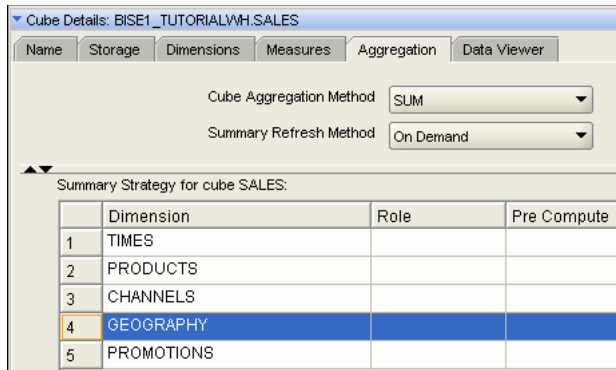 Cube Details: BISE1_TUTORIALWH.SALES
Name Storage Dimensions Measures Aggregation Data Viewer
Cube Aggregation Method SUM
Summary Refresh Method On Demand
Summary Strategy for cube SALES:
Dimension Role Pre Compute
1 TIMES
2 PRODUCTS
3 CHANNELS
4 GEOGRAPHY
5 PROMOTIONS